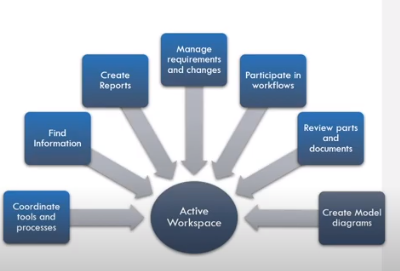 Manage
requirements
and changes
Create
Reports
Participate in
workflows
Find
Information
Review parts
and
documents
Coordinate
tools and
processes
Active
Workspace
Create Model
diagrams